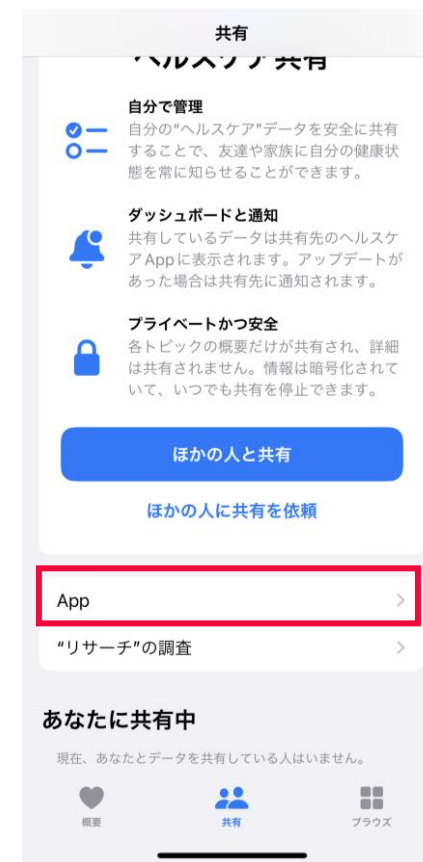 共有
ヘルスケア共有
自分で管理
自分の“ヘルスケア”データを安全に共有
することで、友達や家族に自分の健康状
態を常に知らせることができます。
ダッシュボードと通知
共有しているデータは共有先のヘルスケ
ア Appに表示されます。アップデートが
あった場合は共有先に通知されます。
プライベートかつ安全
各トピックの概要だけが共有され、詳細
は共有されません。情報は暗号化されて
いて、いつでも共有を停止できます。
ほかの人と共有
ほかの人に共有を依頼
App
“リサーチ”の調査
あなたに共有中
現在、あなたとデータを共有している人はいません。
概要
共有
ブラウズ